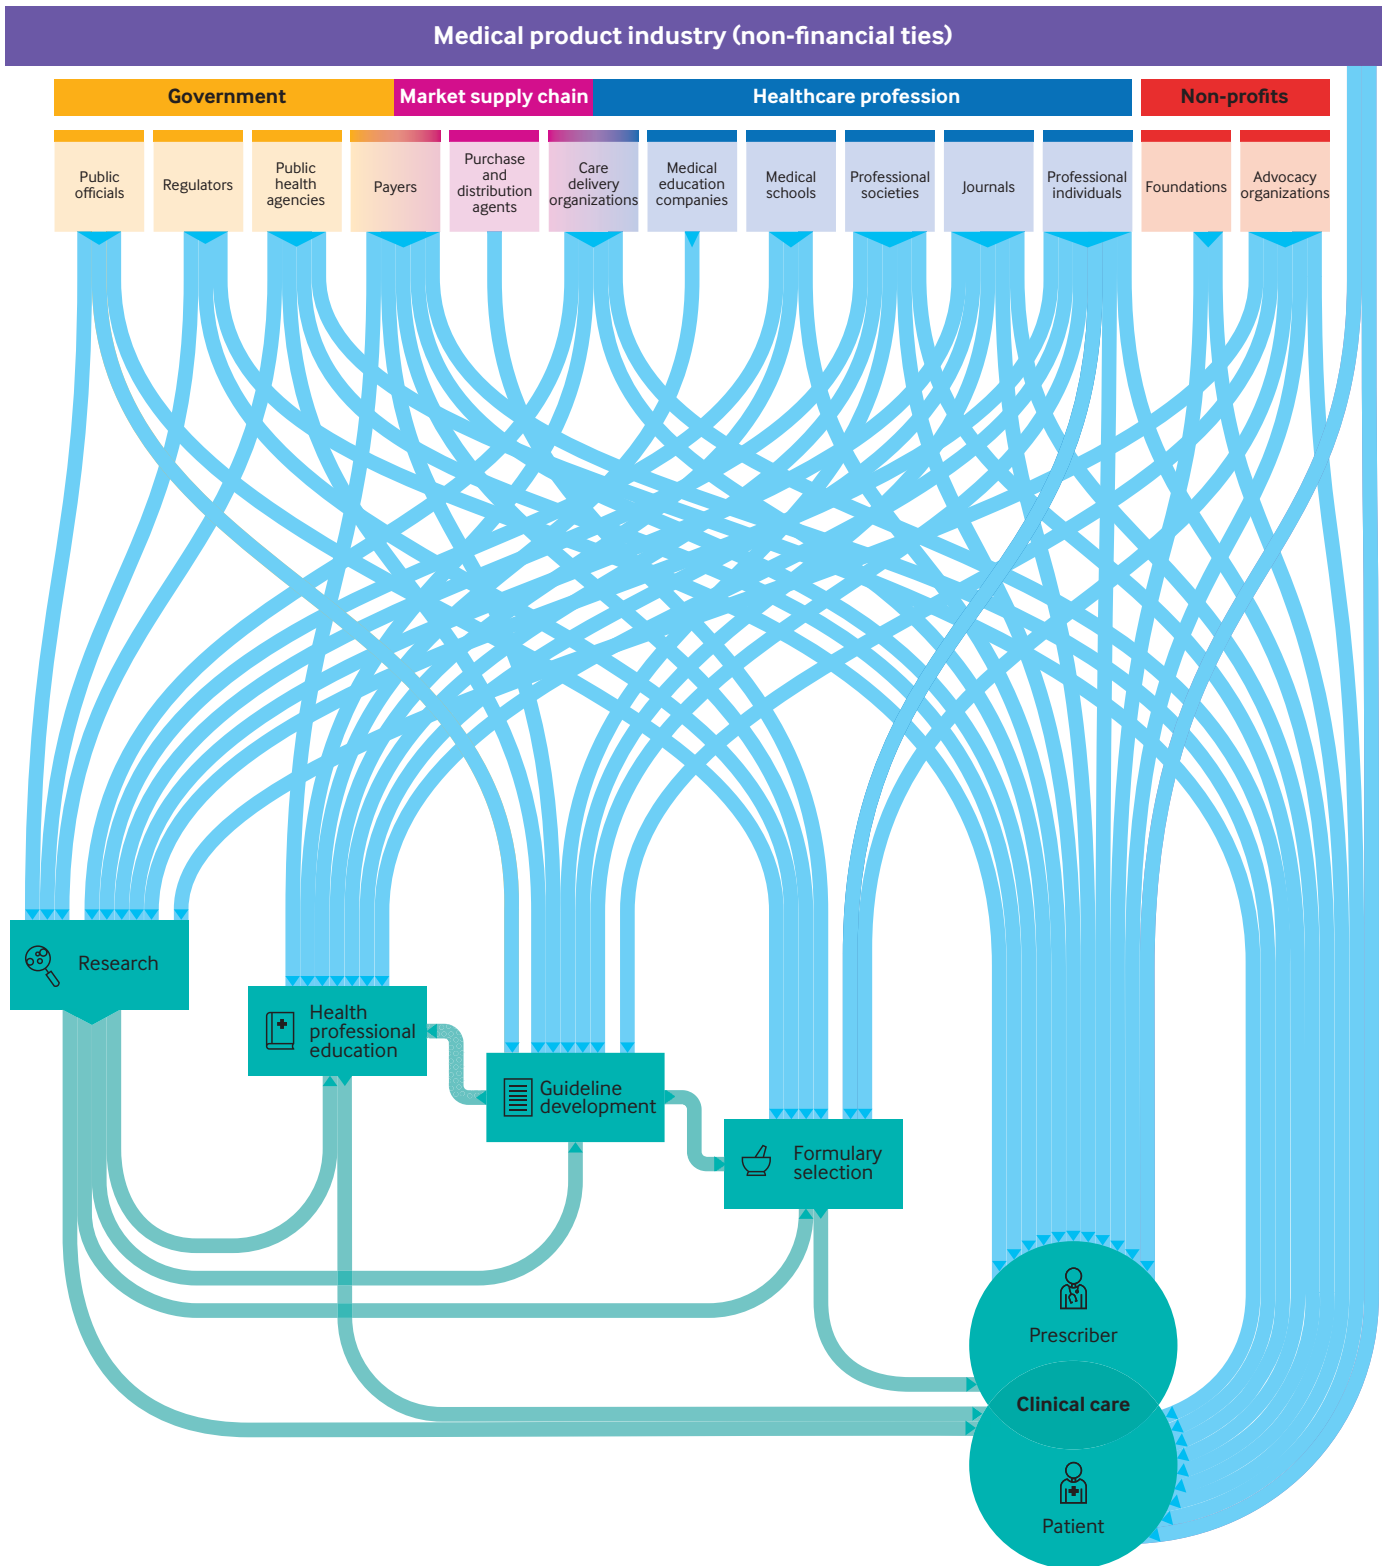 Medical product industry (non-financial ties)
Government
Market supply chain
Healthcare profession
Non-profits
Public
officials
Regulators
Public
health
agencies
Payers
Purchase
and
distribution
agents
Care
delivery
organizations
Medical
education
companies
Medical
schools
Professional
societies
Journals
Professional
individuals
Foundations
Advocacy
organizations
Research
Health
professional
education
Guideline
development
Formulary
selection
Prescriber
Clinical care
Patient